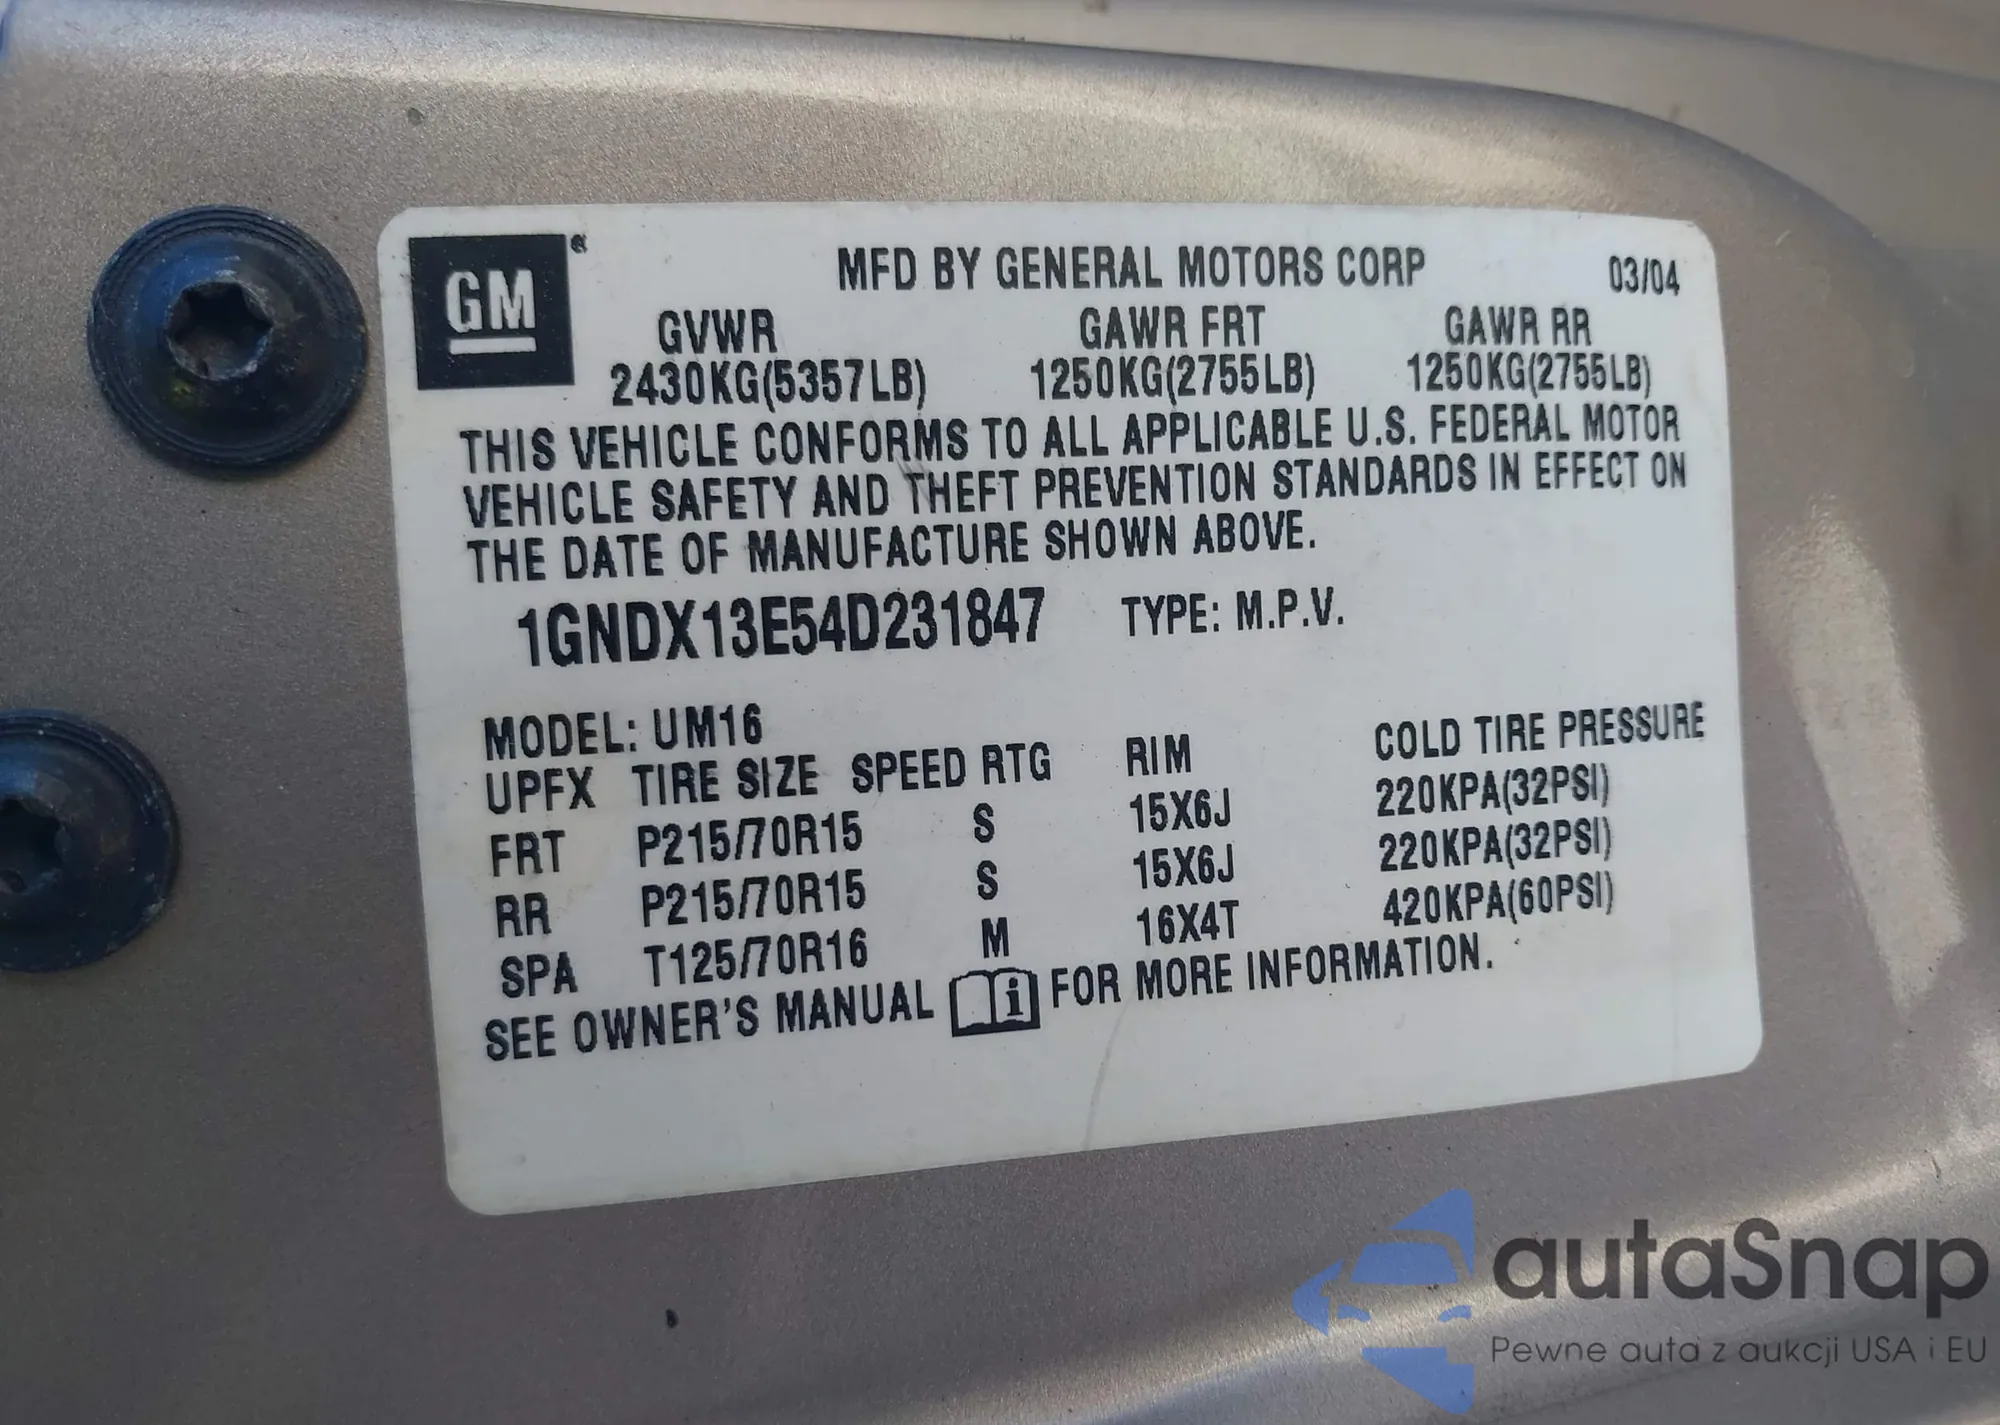 GM®
MFD BY GENERAL MOTORS CORP 03/04
GVWR GAWR FRT GAWR RR
2430KG(5357LB) 1250KG(2755LB) 1250KG(2755LB)
THIS VEHICLE CONFORMS TO ALL APPLICABLE U.S. FEDERAL MOTOR
VEHICLE SAFETY AND THEFT PREVENTION STANDARDS IN EFFECT ON
THE DATE OF MANUFACTURE SHOWN ABOVE.
1GNDX13E54D231847 TYPE: M.P.V.
MODEL: UM16
UPFX TIRE SIZE SPEED RTG RIM COLD TIRE PRESSURE
FRT P215/70R15 S 15X6J 220KPA(32PSI)
RR P215/70R15 S 15X6J 220KPA(32PSI)
SPA T125/70R16 M 16X4T 420KPA(60PSI)
SEE OWNER'S MANUAL i FOR MORE INFORMATION.
autaSnap
Pewne auta z aukcji USA i EU